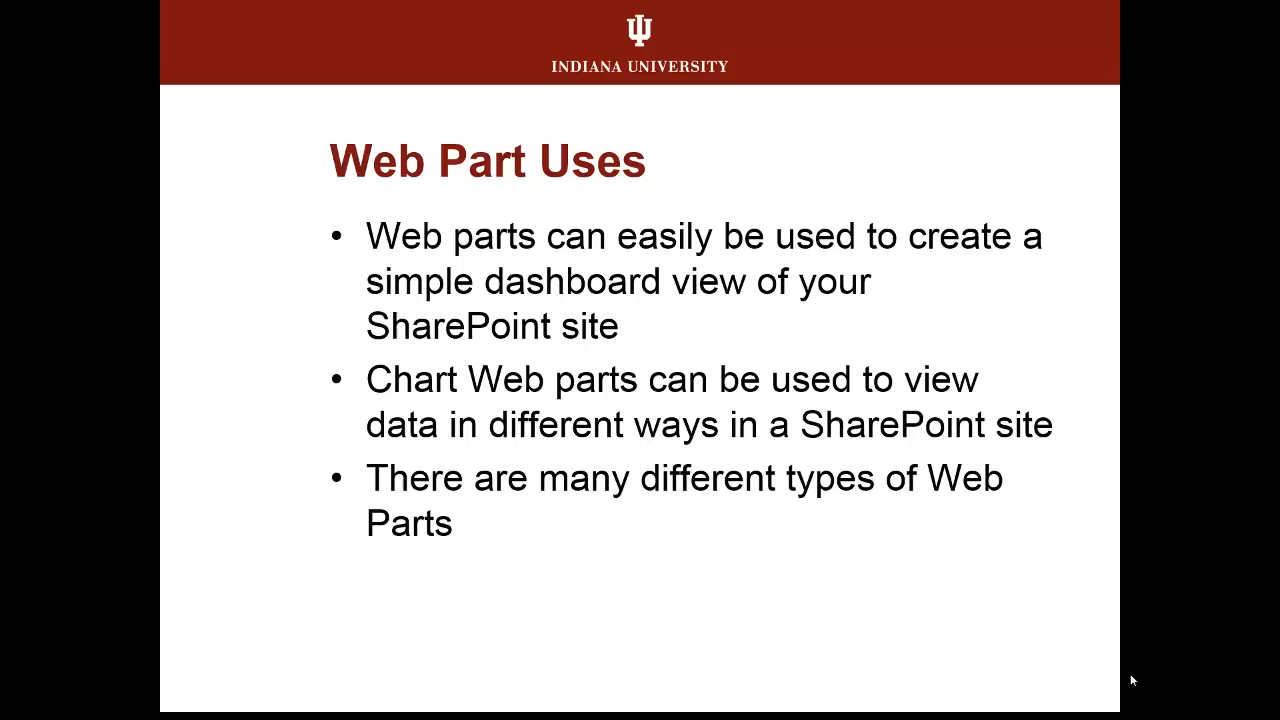 INDIANA UNIVERSITY
Web Part Uses
• Web parts can easily be used to create a
simple dashboard view of your
SharePoint site
• Chart Web parts can be used to view
data in different ways in a SharePoint site
• There are many different types of Web
Parts